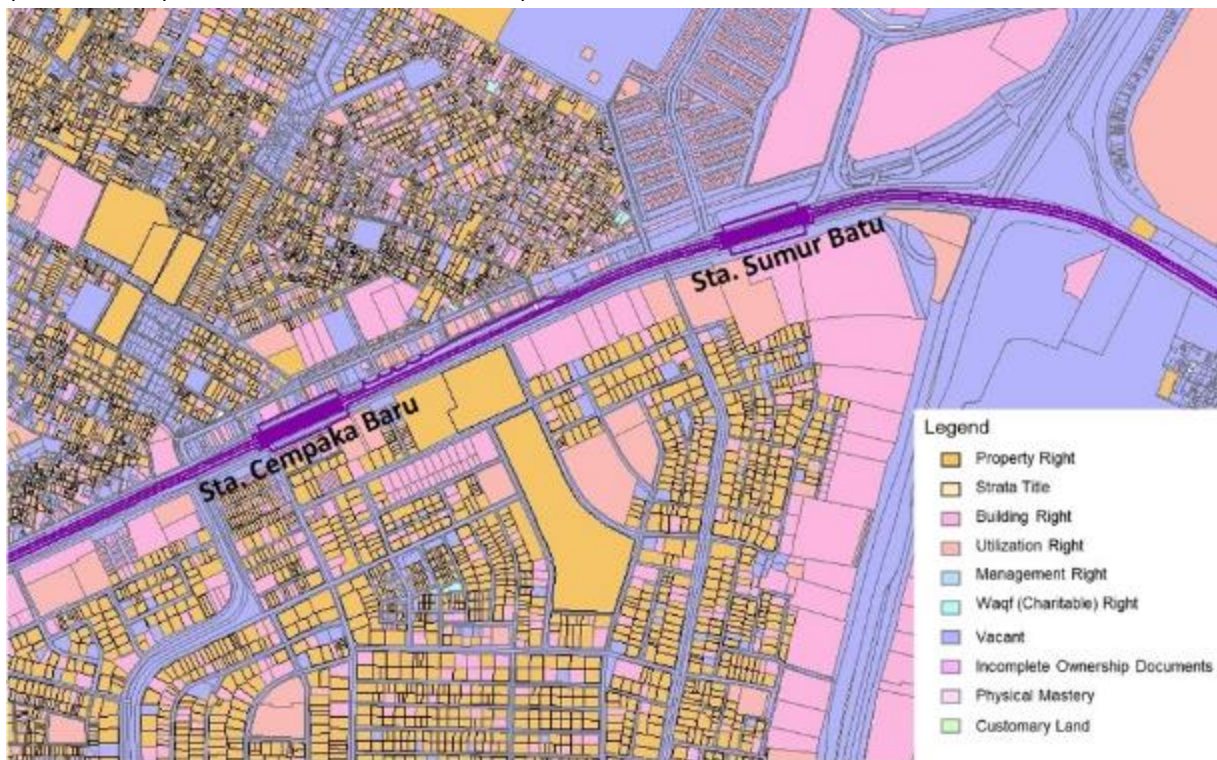 Sta. Sumur Batu
Sta. Cempaka Baru
Legend
Property Right
Strata Title
Building Right
Utilization Right
Management Right
Waqf (Charitable) Right
Vacant
Incomplete Ownership Documents
Physical Mastery
Customary Land